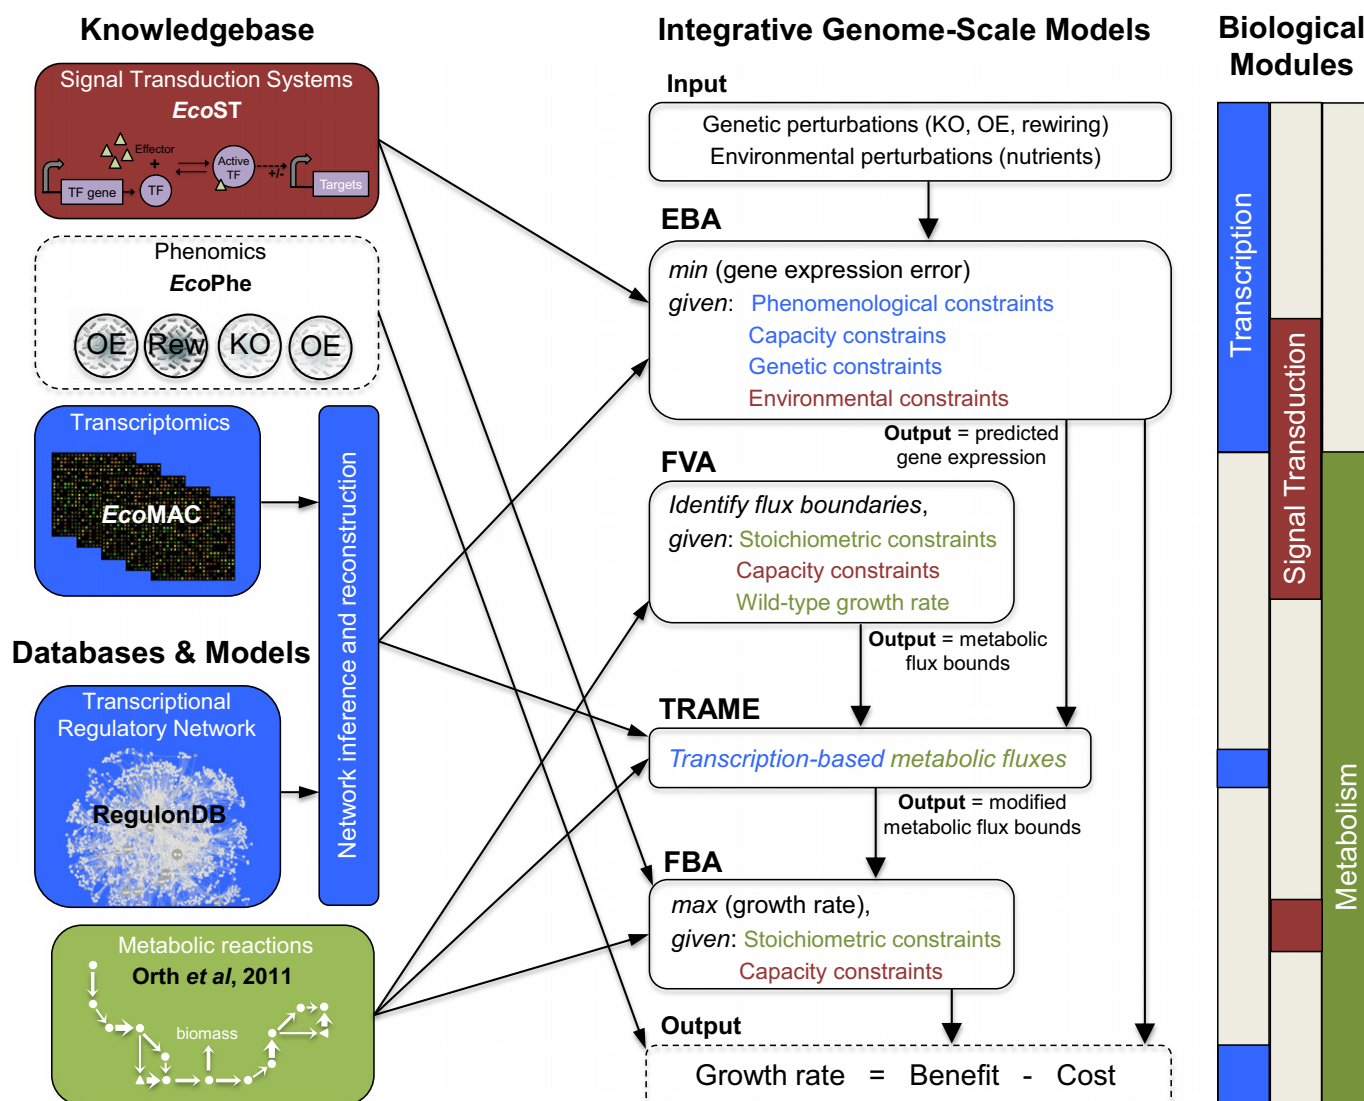 Knowledgebase
Signal Transduction Systems
EcoST
Effector
+
Active
TF
+/-
TF gene
TF
Targets
Phenomics
EcoPhe
OE
Rew
KO
OE
Transcriptomics
EcoMAC
Network inference and reconstruction
Databases & Models
Transcriptional
Regulatory Network
RegulonDB
Metabolic reactions
Orth et al, 2011
biomass
Integrative Genome-Scale Models
Input
Genetic perturbations (KO, OE, rewiring)
Environmental perturbations (nutrients)
EBA
min (gene expression error)
given: Phenomenological constraints
Capacity constrains
Genetic constraints
Environmental constraints
Output = predicted
gene expression
FVA
Identify flux boundaries,
given: Stoichiometric constraints
Capacity constraints
Wild-type growth rate
Output = metabolic
flux bounds
TRAME
Transcription-based metabolic fluxes
Output = modified
metabolic flux bounds
FBA
max (growth rate),
given: Stoichiometric constraints
Capacity constraints
Output
Growth rate = Benefit - Cost
Biological
Modules
Transcription
Signal Transduction
Metabolism